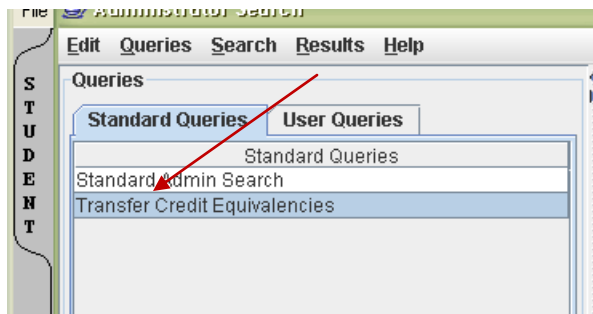 File Administrator Search
Edit Queries Search Results Help
STUDENT
Queries
Standard Queries User Queries
Standard Queries
Standard Admin Search
Transfer Credit Equivalencies